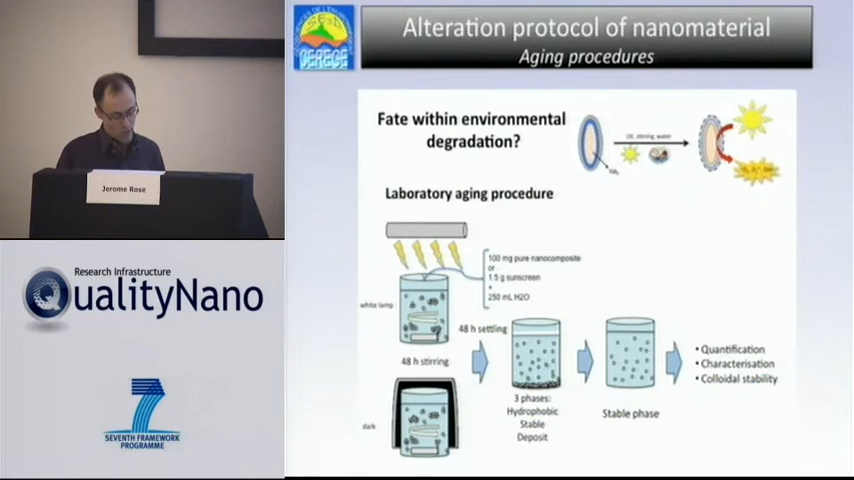 Alteration protocol of nanomaterial
Aging procedures
CEREGE
Fate within environmental
degradation?
UV, stirring, water
Laboratory aging procedure
100 mg pure nanocomposite
or
1.5 g sunscreen
+
250 mL H2O
white lamp
48 h stirring
48 h settling
dark
3 phases:
Hydrophobic
Stable
Deposit
Stable phase
• Quantification
• Characterisation
• Colloidal stability
Jerome Rose
Research Infrastructure
QualityNano
7
SEVENTH FRAMEWORK
PROGRAMME